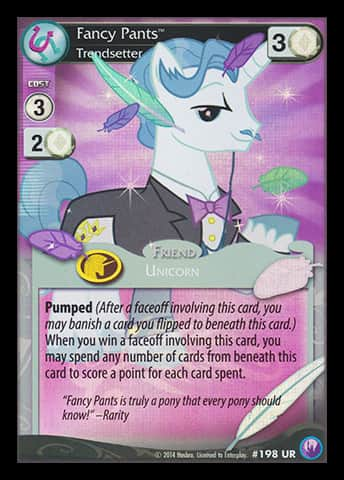 Fancy Pants™
Trendsetter
3
COST
3
2
FRIEND
UNICORN
Pumped (After a faceoff involving this card, you
may banish a card you flipped to beneath this card.)
When you win a faceoff involving this card, you
may spend any number of cards from beneath this
card to score a point for each card spent.
“Fancy Pants is truly a pony that every pony should
know!” –Rarity
© 2014 Hasbro. Licensed to Enterplay. #198 UR